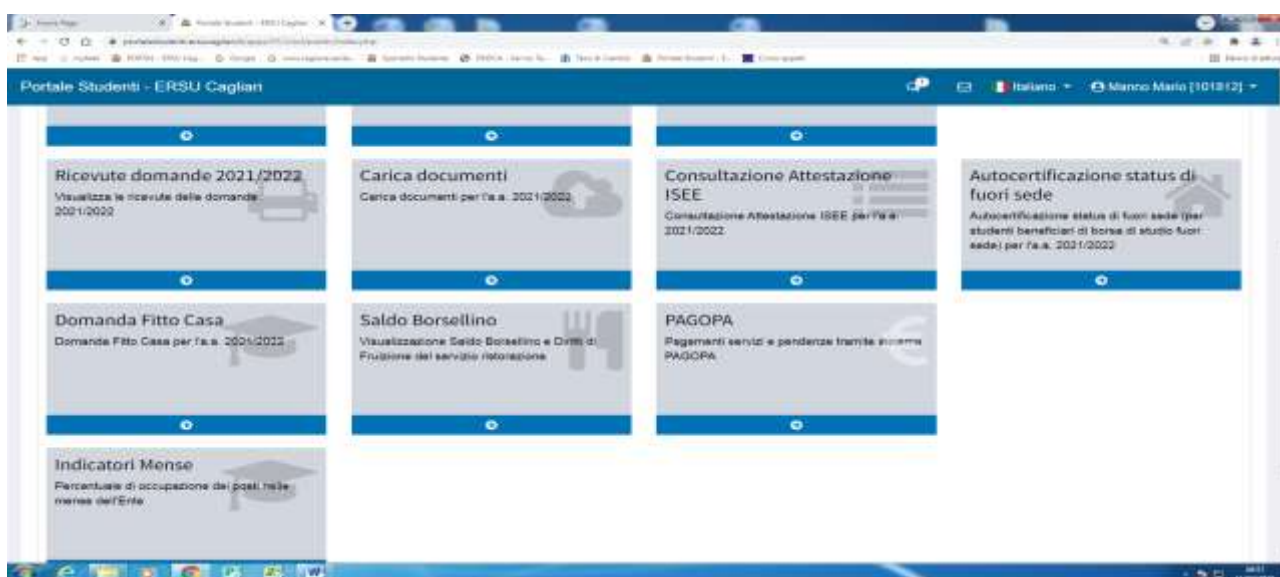 Portale Studenti - ERSU Cagliari
Italiano
Manno Mario [101812]
Ricevute domande 2021/2022
Visualizza le ricevute delle domande
2021/2022
Carica documenti
Carica documenti per l'a.a. 2021/2022
Consultazione Attestazione
ISEE
Consultazione Attestazione ISEE per l'a.a.
2021/2022
Autocertificazione status di
fuori sede
Autocertificazione status di fuori sede (per
studenti beneficiari di borsa di studio fuori
sede) per l'a.a. 2021/2022
Domanda Fitto Casa
Domanda Fitto Casa per l'a.a. 2021/2022
Saldo Borsellino
Visualizzazione Saldo Borsellino e Diritti di
Fruizione del servizio ristorazione
PAGOPA
Pagamenti servizi e pendenze tramite sistema
PAGOPA
Indicatori Mense
Percentuale di occupazione dei posti nelle
mense dell'Ente